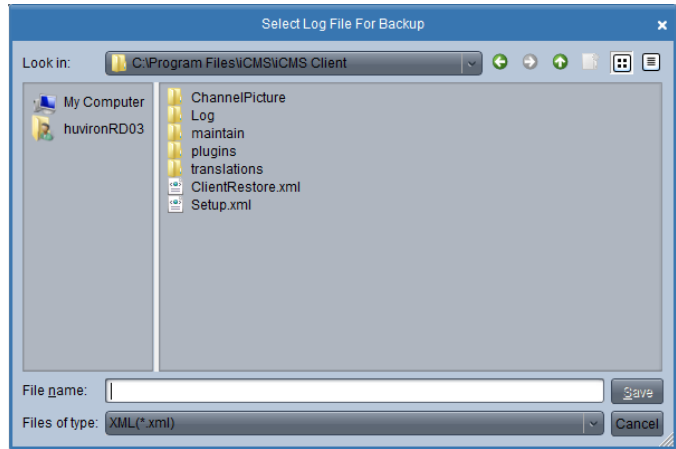 Select Log File For Backup
Look in:
C:\Program Files\iCMS\iCMS Client
My Computer
huvironRD03
ChannelPicture
Log
maintain
plugins
translations
ClientRestore.xml
Setup.xml
File name:
Save
Files of type:
XML(*.xml)
Cancel